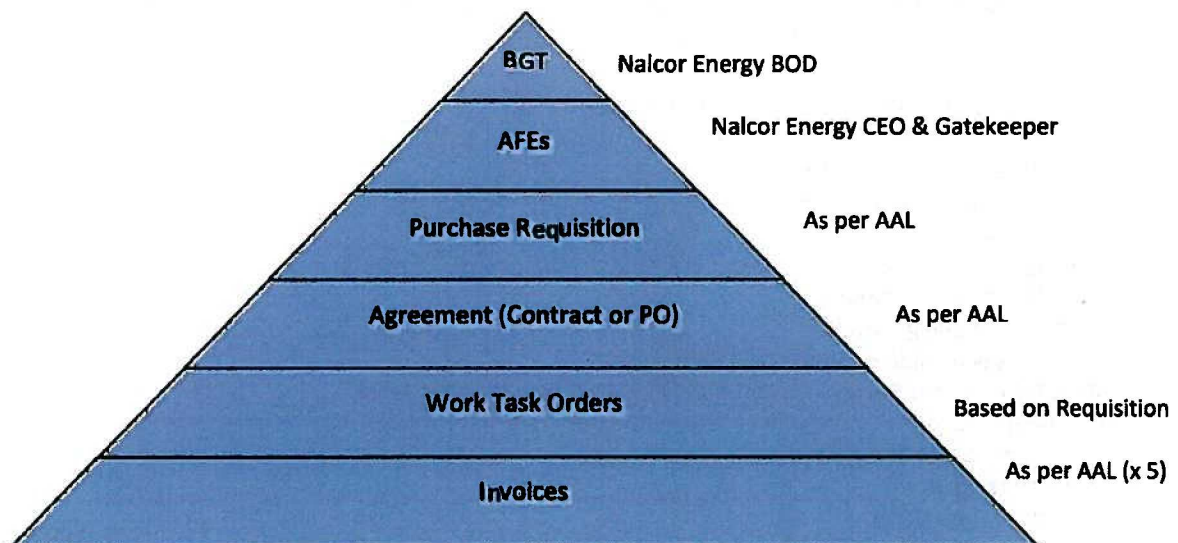 BGT
Nalcor Energy BOD
AFEs
Nalcor Energy CEO & Gatekeeper
Purchase Requisition
As per AAL
Agreement (Contract or PO)
As per AAL
Work Task Orders
Based on Requisition
Invoices
As per AAL (x 5)